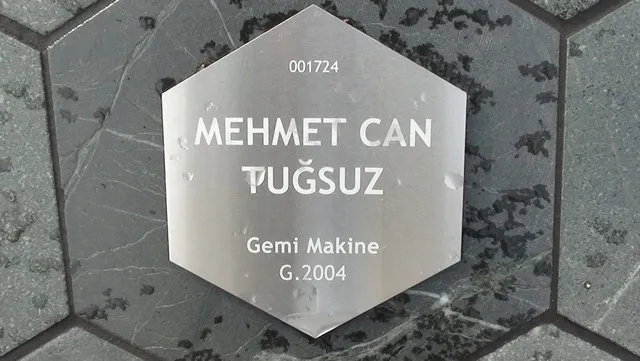 001724
MEHMET CAN
TUĞSUZ
Gemi Makine
G.2004